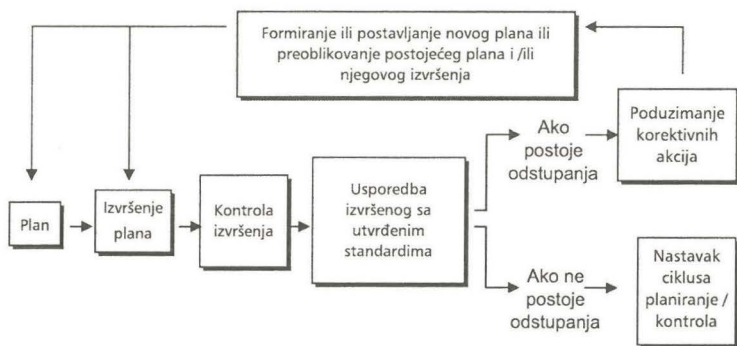 Formiranje ili postavljanje novog plana ili
preoblikovanje postojećeg plana i /ili
njegovog izvršenja
Plan
Izvršenje
plana
Kontrola
izvršenja
Usporedba
izvršenog sa
utvrđenim
standardima
Ako
postoje
odstupanja
Poduzimanje
korektivnih
akcija
Ako ne
postoje
odstupanja
Nastavak
ciklusa
planiranje /
kontrola